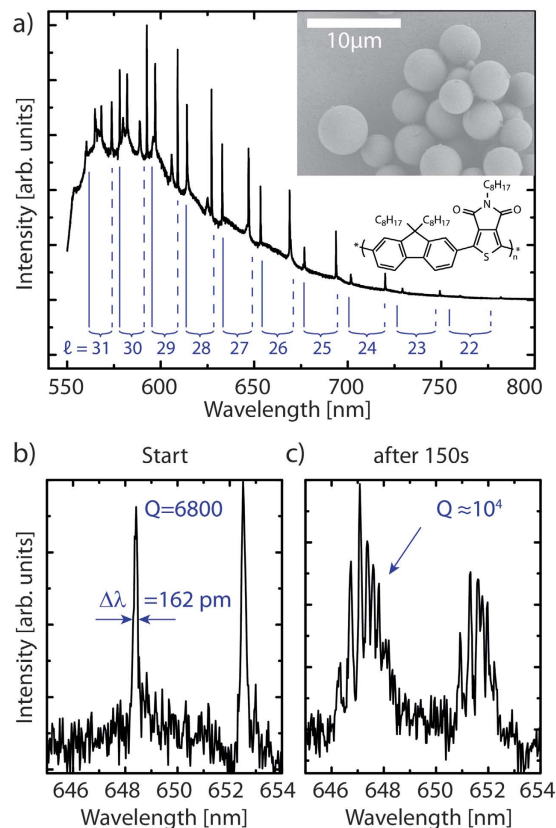 a)
10µm
Intensity [arb. units]
C₈H₁₇
N
O
O
C₈H₁₇ C₈H₁₇
*
S
n
*
ℓ = 31 30 29 28 27 26 25 24 23 22
550 600 650 700 750 800
Wavelength [nm]
b) Start
c) after 150s
Q=6800
Q ≈10⁴
Δλ =162 pm
Intensity [arb. units]
646 648 650 652 654
646 648 650 652 654
Wavelength [nm]
Wavelength [nm]